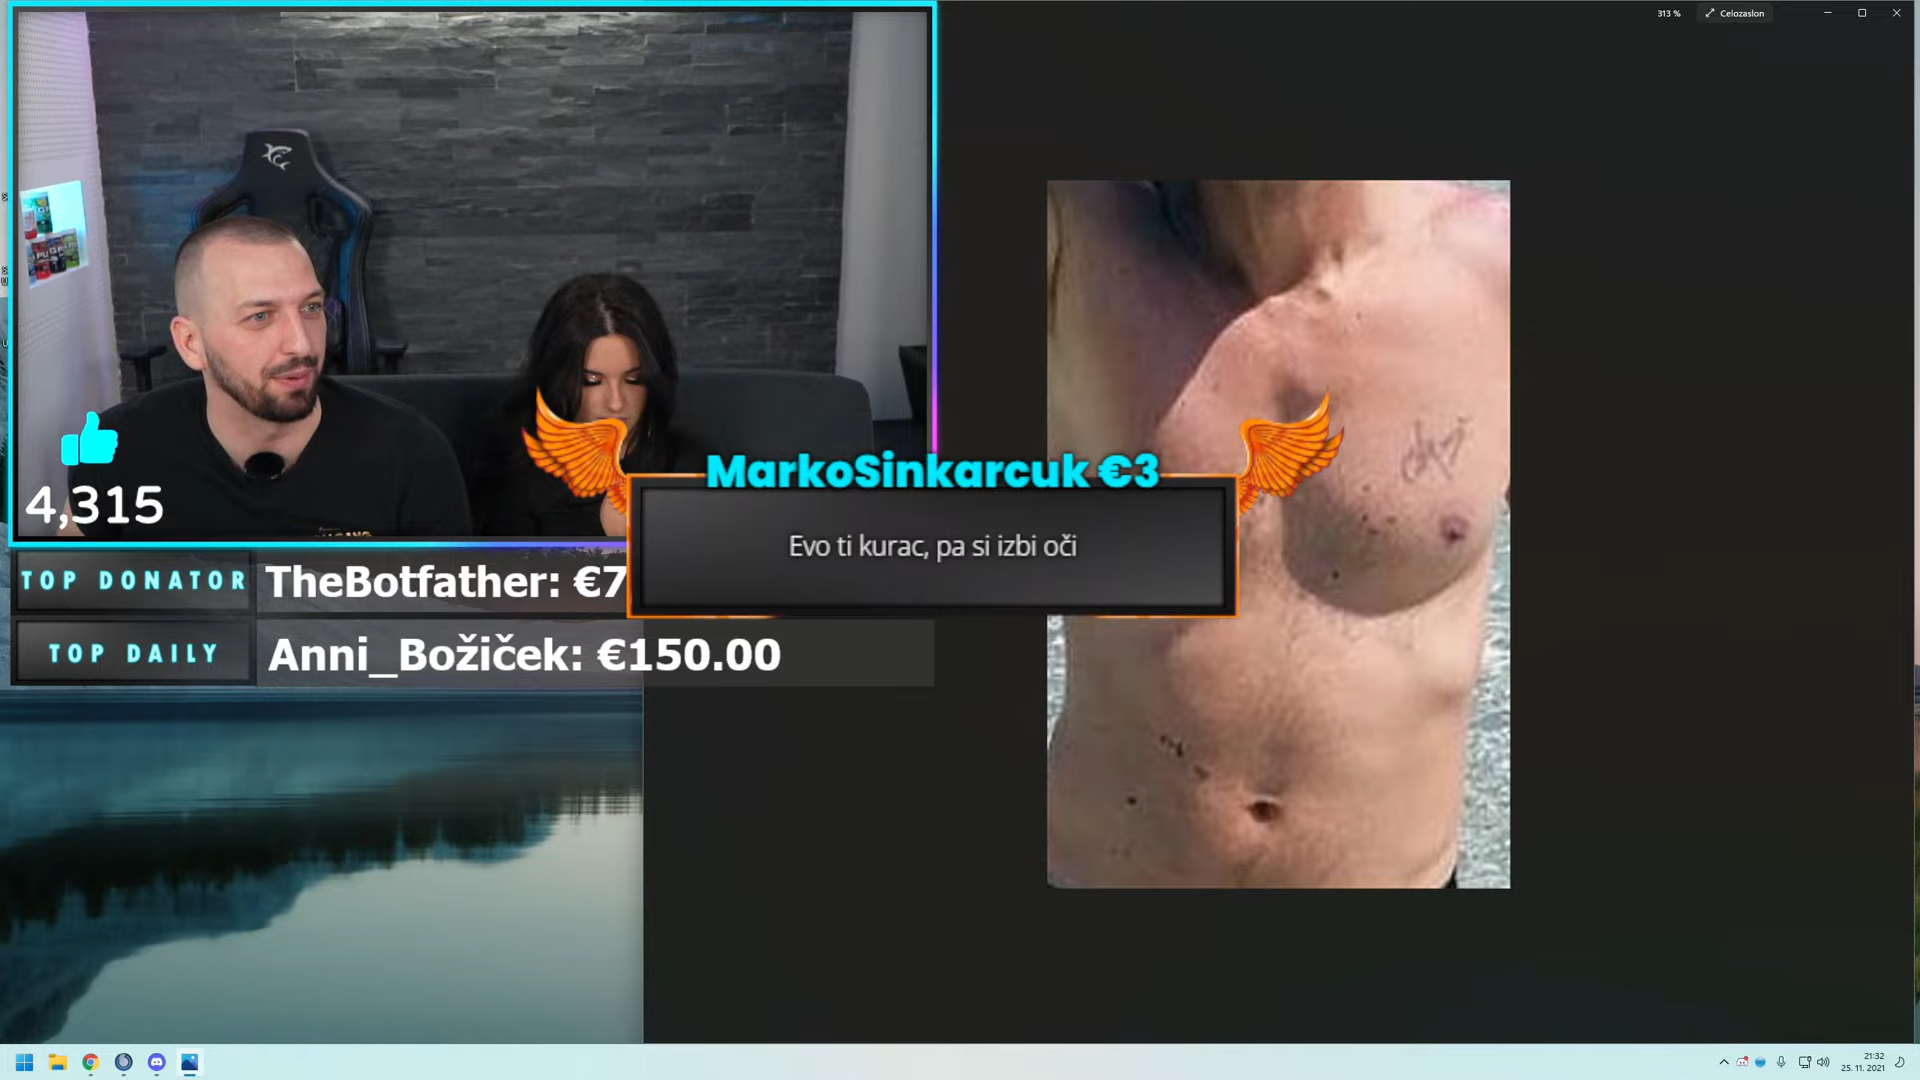 313 %
Celozaslon
4,315
MarkoSinkarcuk €3
Evo ti kurac, pa si izbi oči
TOP DONATOR
TheBotfather: €7
TOP DAILY
Anni_Božiček: €150.00
21:32
25. 11. 2021